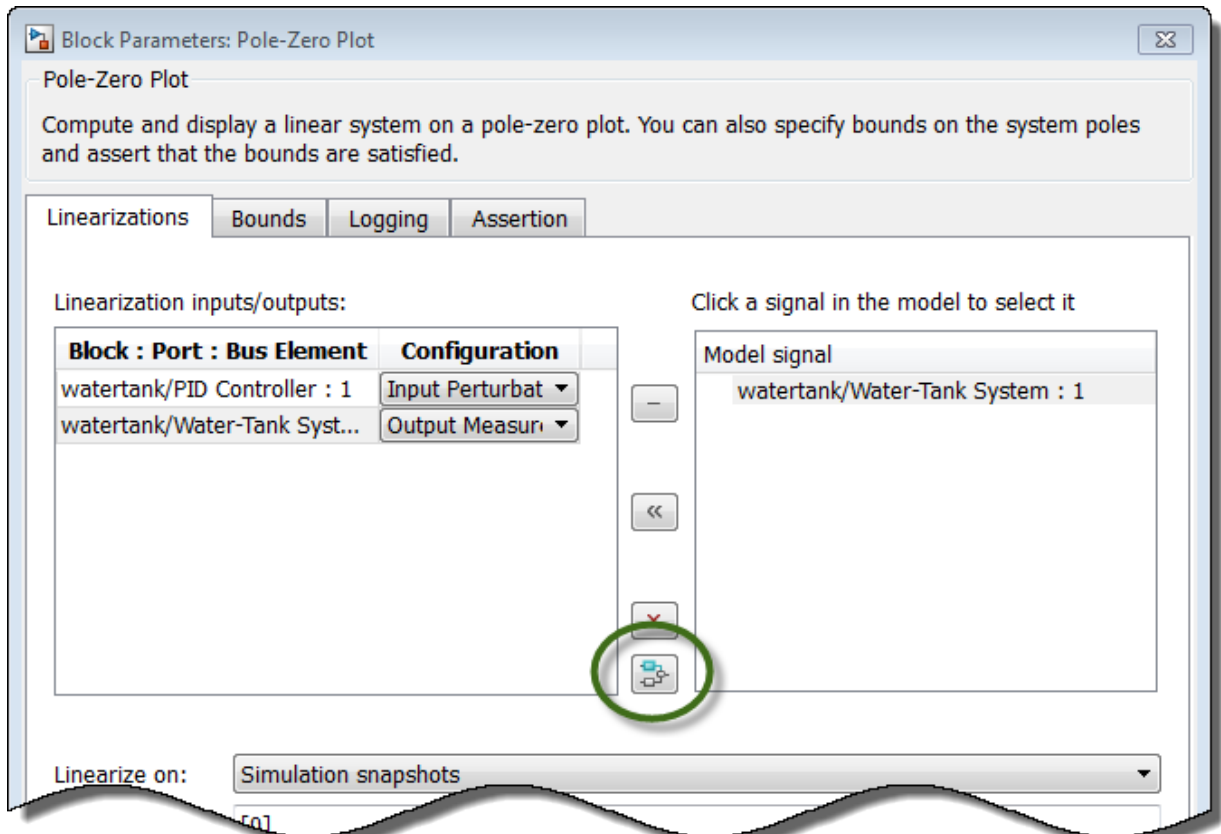 Block Parameters: Pole-Zero Plot
Pole-Zero Plot
Compute and display a linear system on a pole-zero plot. You can also specify bounds on the system poles
and assert that the bounds are satisfied.
Linearizations Bounds Logging Assertion
Linearization inputs/outputs:
Click a signal in the model to select it
Block : Port : Bus Element Configuration
Model signal
watertank/PID Controller : 1 Input Perturbat
watertank/Water-Tank System : 1
watertank/Water-Tank Syst... Output Measur
Linearize on: Simulation snapshots
[0]